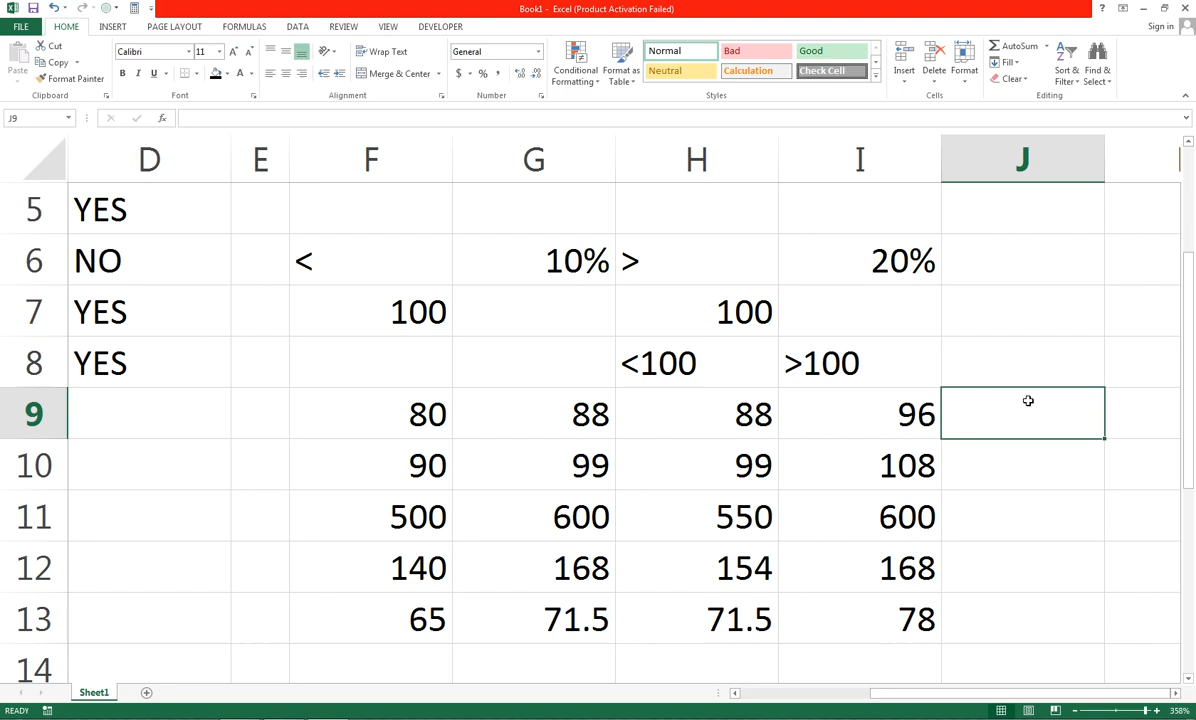 Book1 - Excel (Product Activation Failed)
Sign in
FILE HOME INSERT PAGE LAYOUT FORMULAS DATA REVIEW VIEW DEVELOPER
Paste Cut Copy Format Painter Clipboard
Calibri 11 B I U A Font
Wrap Text Merge & Center Alignment
General $ % , Number
Conditional Formatting Format as Table
Normal Bad Good
Neutral Calculation Check Cell
Styles
Insert Delete Format Cells
AutoSum Fill Clear Sort & Filter Find & Select Editing
J9 fx
D E F G H I J
5 YES
6 NO < 10% > 20%
7 YES 100 100
8 YES <100 >100
9 80 88 88 96
10 90 99 99 108
11 500 600 550 600
12 140 168 154 168
13 65 71.5 71.5 78
14
Sheet1
READY 358%